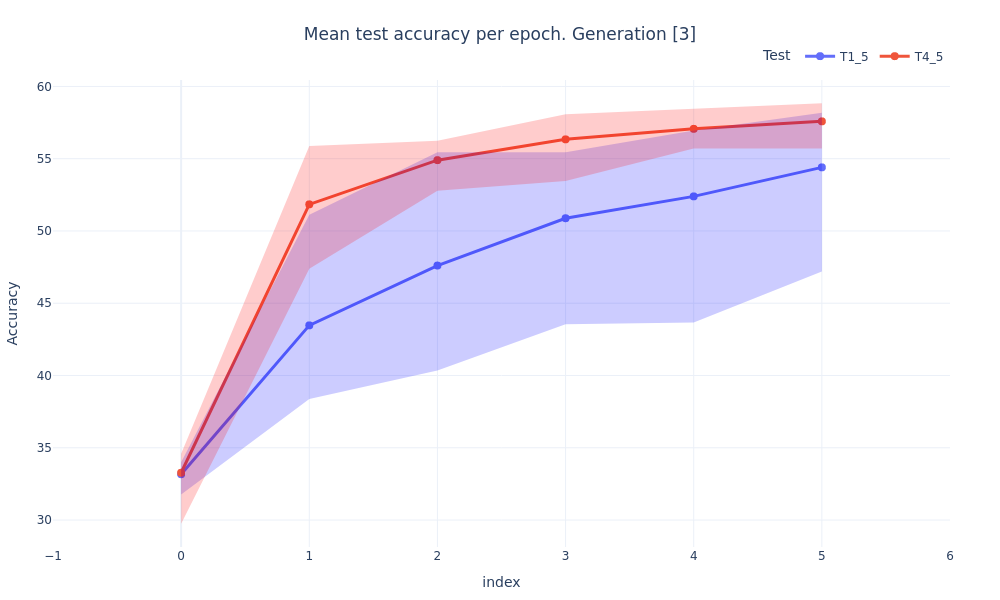 Mean test accuracy per epoch. Generation [3]
Test T1_5 T4_5
Accuracy
60
55
50
45
40
35
30
−1 0 1 2 3 4 5 6
index